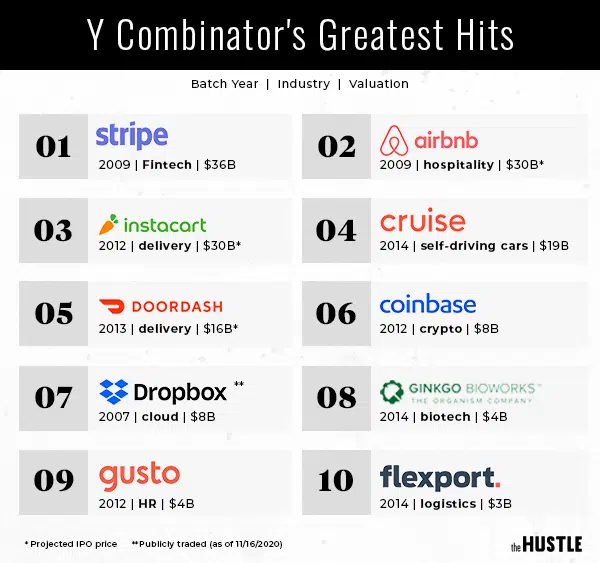 Y Combinator's Greatest Hits
Batch Year | Industry | Valuation
01
stripe
2009 | Fintech | $36B
02
airbnb
2009 | hospitality | $30B*
03
instacart
2012 | delivery | $30B*
04
cruise
2014 | self-driving cars | $19B
05
DOORDASH
2013 | delivery | $16B*
06
coinbase
2012 | crypto | $8B
07
Dropbox **
2007 | cloud | $8B
08
GINKGO BIOWORKS™
THE ORGANISM COMPANY
2014 | biotech | $4B
09
gusto
2012 | HR | $4B
10
flexport.
2014 | logistics | $3B
* Projected IPO price **Publicly traded (as of 11/16/2020)
the HUSTLE